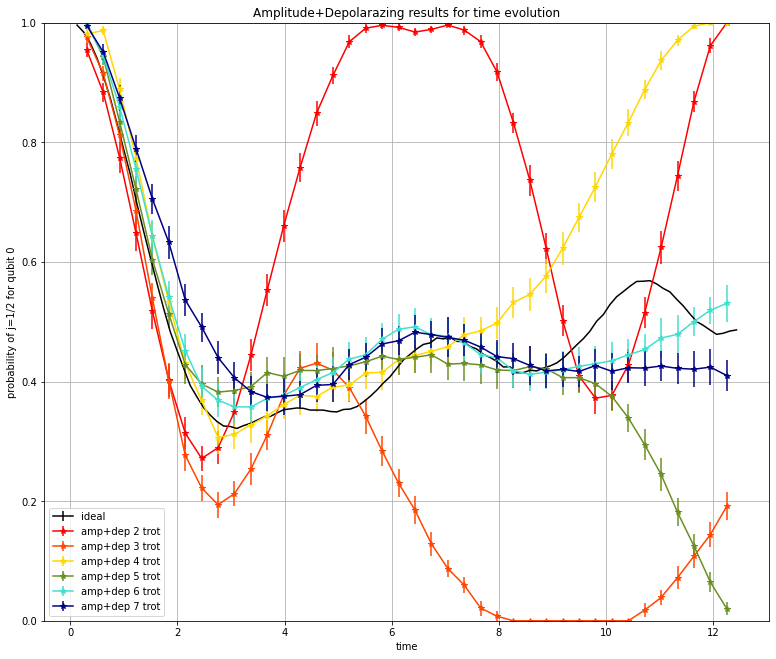 Amplitude+Depolarazing results for time evolution
probability of j=1/2 for qubit 0
1.0
0.8
0.6
0.4
0.2
0.0
ideal
amp+dep 2 trot
amp+dep 3 trot
amp+dep 4 trot
amp+dep 5 trot
amp+dep 6 trot
amp+dep 7 trot
0 2 4 6 8 10 12
time